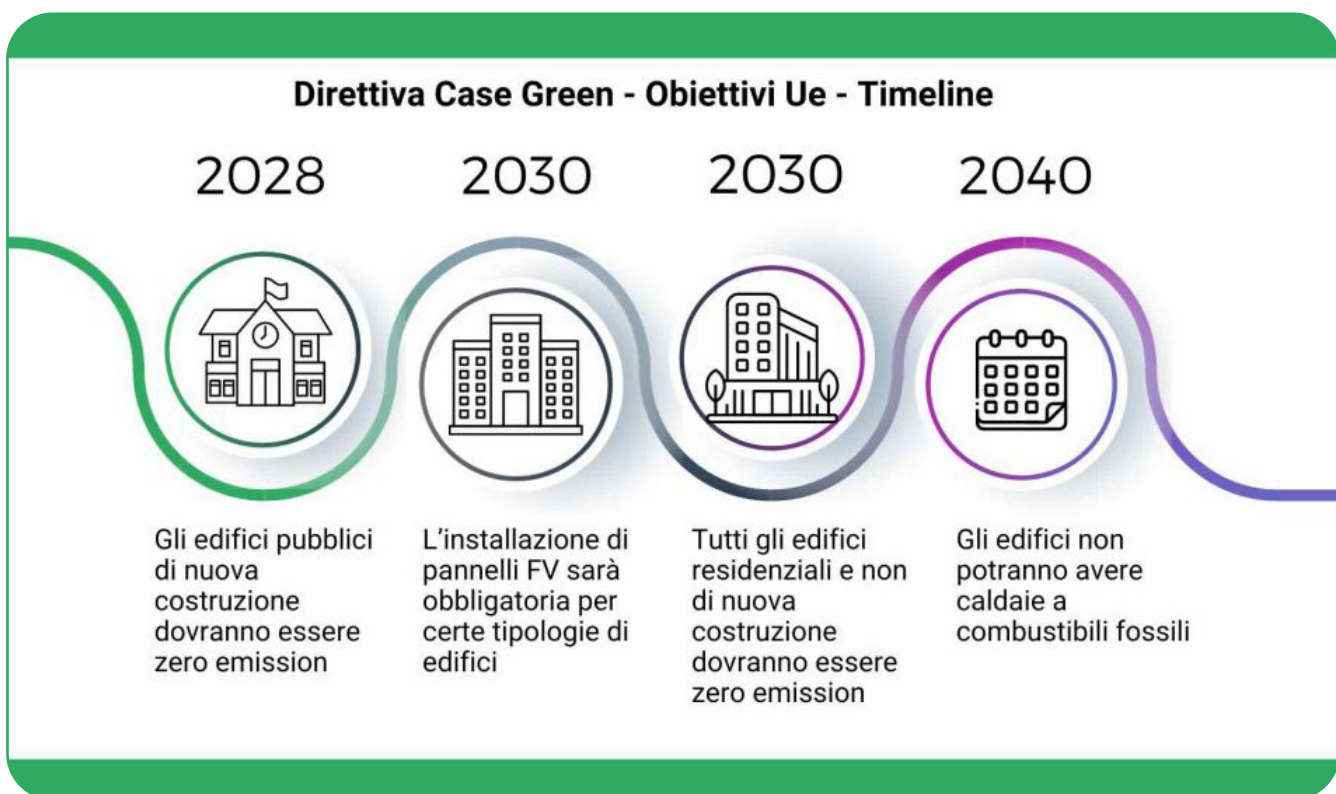 Direttiva Case Green - Obiettivi Ue - Timeline
2028
2030
2030
2040
Gli edifici pubblici
di nuova
costruzione
dovranno essere
zero emission
L’installazione di
pannelli FV sarà
obbligatoria per
certe tipologie di
edifici
Tutti gli edifici
residenziali e non
di nuova
costruzione
dovranno essere
zero emission
Gli edifici non
potranno avere
caldaie a
combustibili fossili